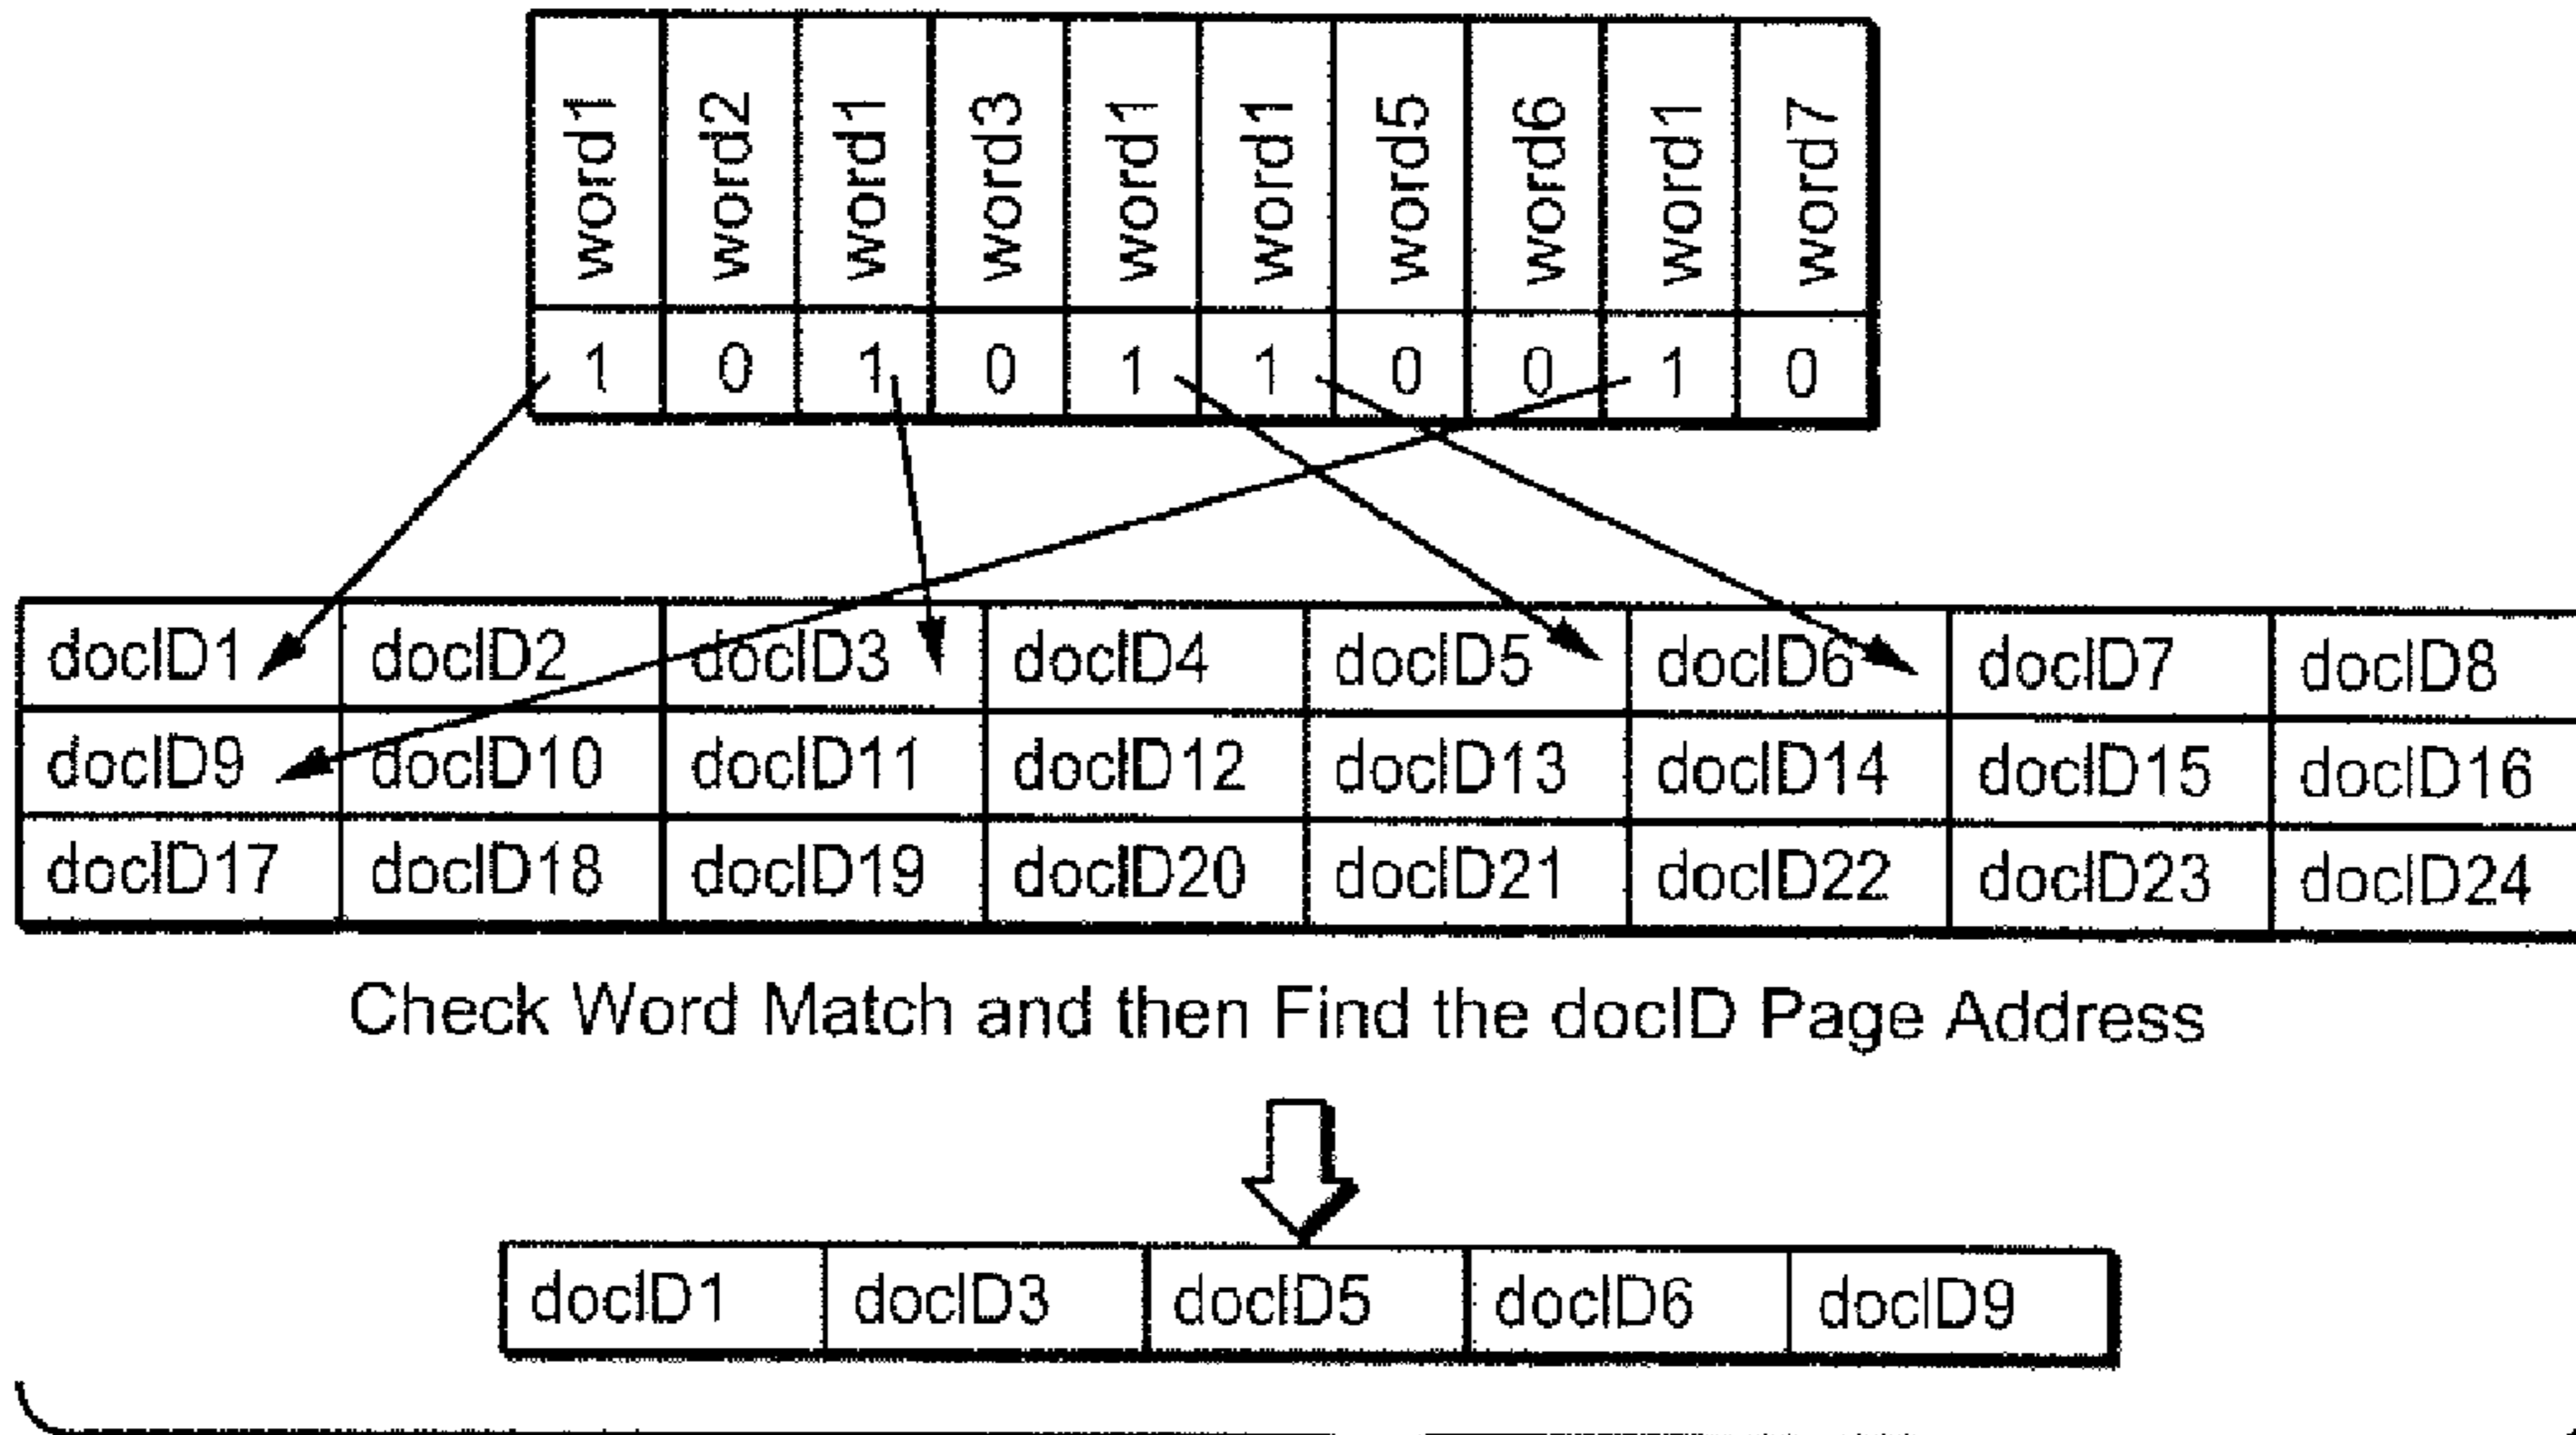 word1 word2 word1 word3 word1 word1 word5 word6 word1 word7
1 0 1 0 1 1 0 0 1 0
docID1 docID2 docID3 docID4 docID5 docID6 docID7 docID8
docID9 docID10 docID11 docID12 docID13 docID14 docID15 docID16
docID17 docID18 docID19 docID20 docID21 docID22 docID23 docID24
Check Word Match and then Find the docID Page Address
docID1 docID3 docID5 docID6 docID9